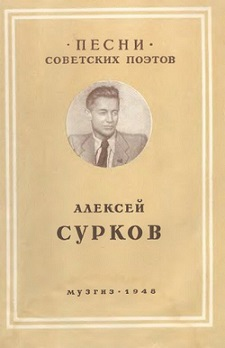 · ПЕСНИ ·
СОВЕТСКИХ ПОЭТОВ
АЛЕКСЕЙ
СУРКОВ
МУЗГИЗ · 1948